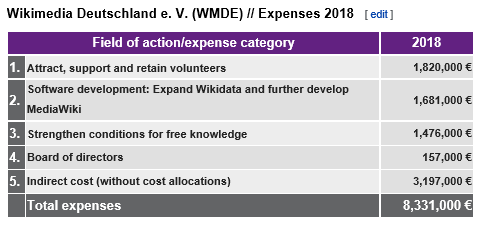 Wikimedia Deutschland e. V. (WMDE) // Expenses 2018 [ edit ]
Field of action/expense category 2018
1. Attract, support and retain volunteers 1,820,000 €
2. Software development: Expand Wikidata and further develop
MediaWiki 1,681,000 €
3. Strengthen conditions for free knowledge 1,476,000 €
4. Board of directors 157,000 €
5. Indirect cost (without cost allocations) 3,197,000 €
Total expenses 8,331,000 €